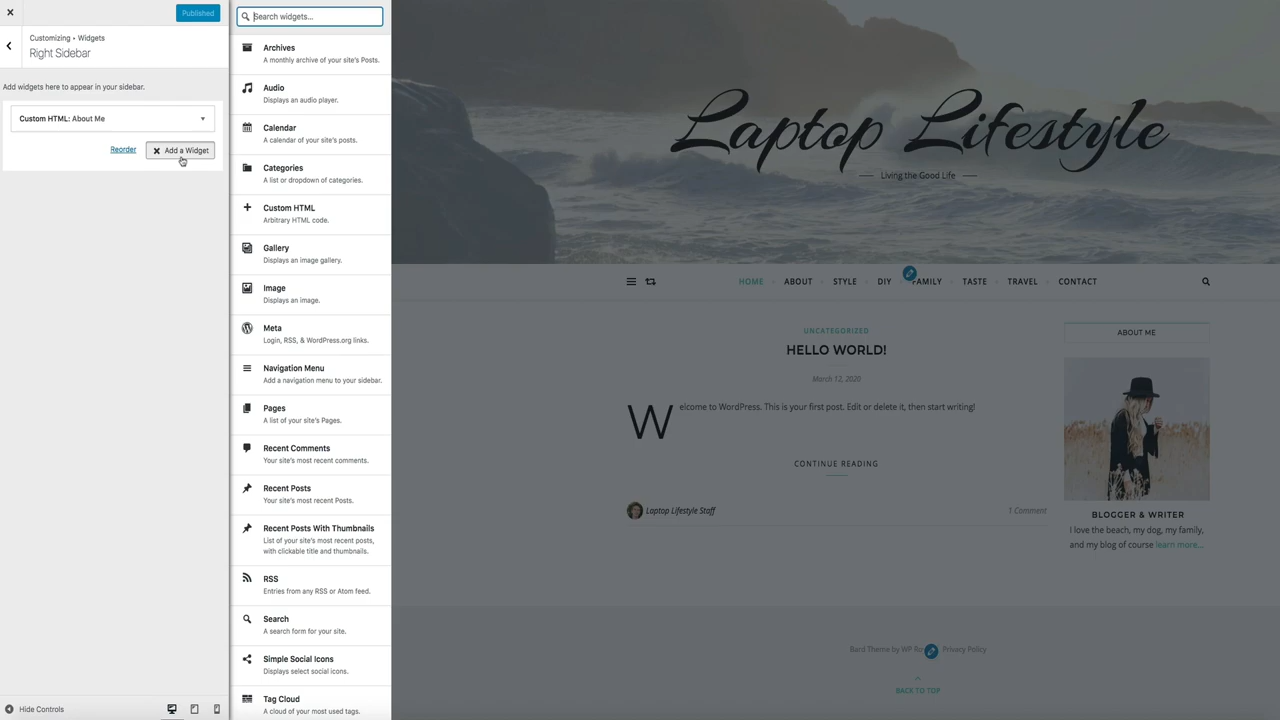 Published
Customizing • Widgets
Right Sidebar
Add widgets here to appear in your sidebar.
Custom HTML: About Me
Reorder
Add a Widget
Hide Controls
Search widgets...
Archives
A monthly archive of your site's Posts.
Audio
Displays an audio player.
Calendar
A calendar of your site's posts.
Categories
A list or dropdown of categories.
Custom HTML
Arbitrary HTML code.
Gallery
Displays an image gallery.
Image
Displays an image.
Meta
Login, RSS, & WordPress.org links.
Navigation Menu
Add a navigation menu to your sidebar.
Pages
A list of your site's Pages.
Recent Comments
Your site's most recent comments.
Recent Posts
Your site's most recent Posts.
Recent Posts With Thumbnails
List of your site's most recent posts,
with clickable title and thumbnails.
RSS
Entries from any RSS or Atom feed.
Search
A search form for your site.
Simple Social Icons
Displays select social icons.
Tag Cloud
A cloud of your most used tags.
Laptop Lifestyle
Living the Good Life
HOME ABOUT STYLE DIY FAMILY TASTE TRAVEL CONTACT
UNCATEGORIZED
HELLO WORLD!
March 12, 2020
Welcome to WordPress. This is your first post. Edit or delete it, then start writing!
CONTINUE READING
Laptop Lifestyle Staff
1 Comment
ABOUT ME
BLOGGER & WRITER
I love the beach, my dog, my family,
and my blog of course learn more...
Bard Theme by WP Ro Privacy Policy
BACK TO TOP